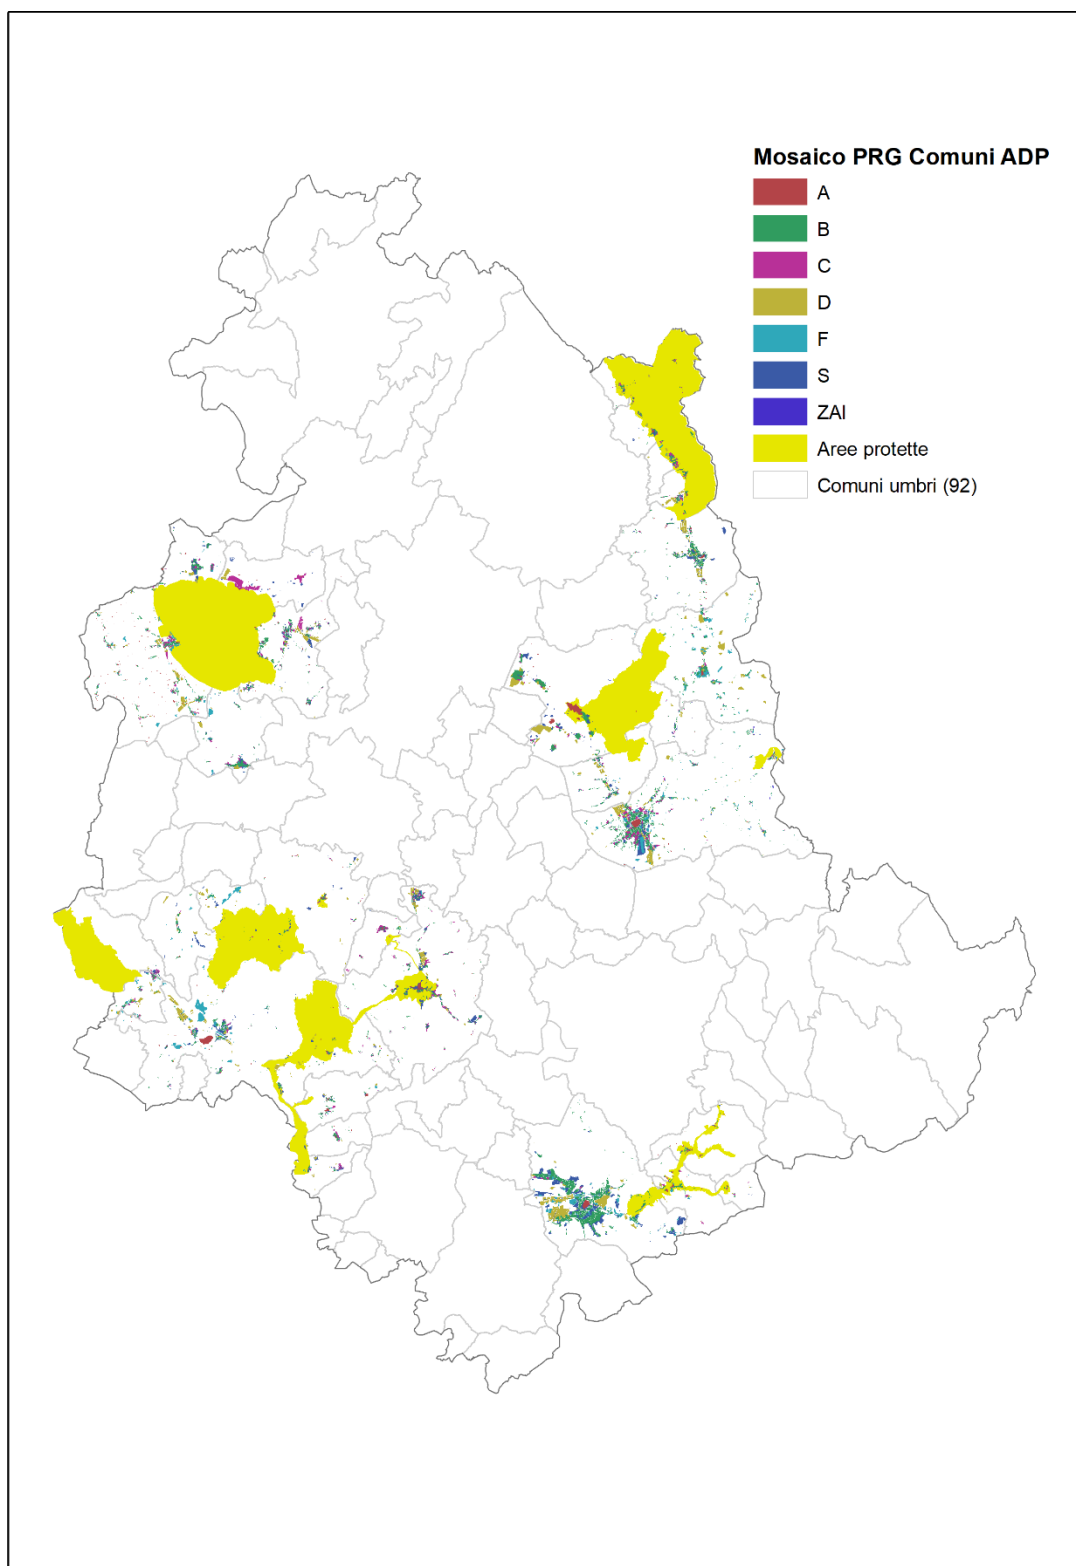 Mosaico PRG Comuni ADP
A
B
C
D
F
S
ZAI
Aree protette
Comuni umbri (92)